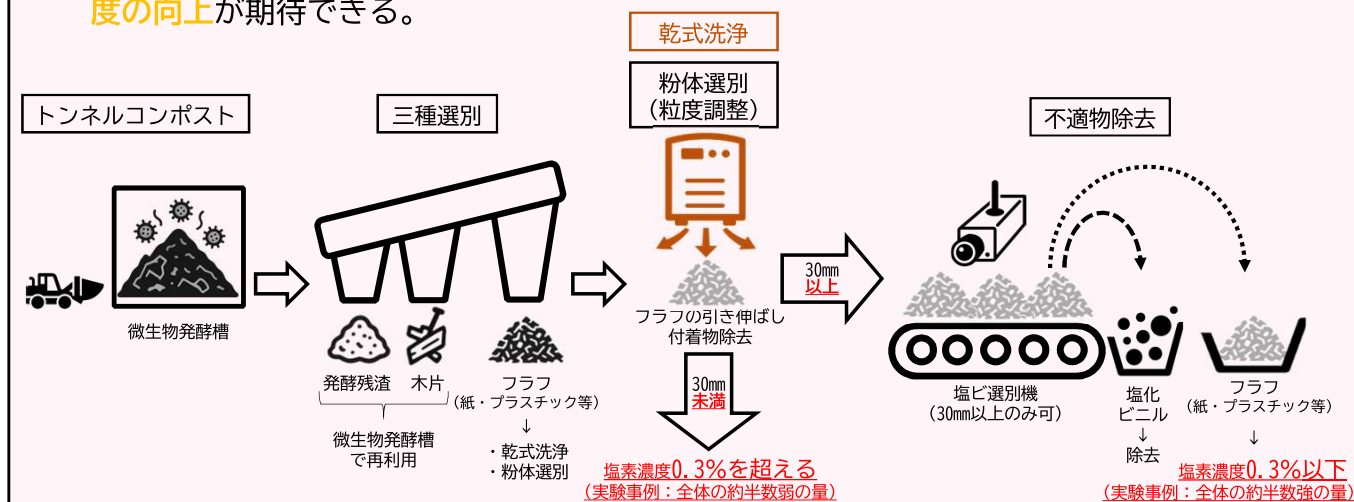 度の向上が期待できる。
乾式洗浄
粉体選別
（粒度調整）
トンネルコンポスト
三種選別
不適物除去
微生物発酵槽
発酵残渣
木片
フラフ
（紙・プラスチック等）
↓
・乾式洗浄
・粉体選別
微生物発酵槽
で再利用
フラフの引き伸ばし
付着物除去
30mm
以上
30mm
未満
塩素濃度0.3%を超える
（実験事例：全体の約半数弱の量）
塩ビ選別機
（30mm以上のみ可）
塩化
ビニル
↓
除去
フラフ
（紙・プラスチック等）
↓
塩素濃度0.3%以下
（実験事例：全体の約半数強の量）